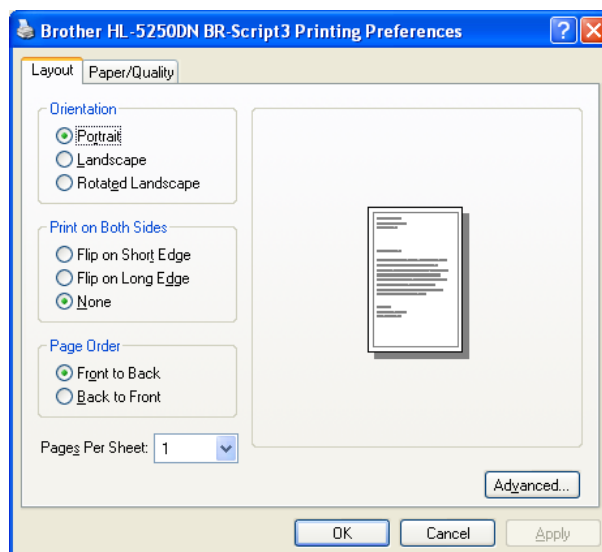 Brother HL-5250DN BR-Script3 Printing Preferences
Layout
Paper/Quality
Orientation
Portrait
Landscape
Rotated Landscape
Print on Both Sides
Flip on Short Edge
Flip on Long Edge
None
Page Order
Front to Back
Back to Front
Pages Per Sheet: 1
Advanced...
OK
Cancel
Apply